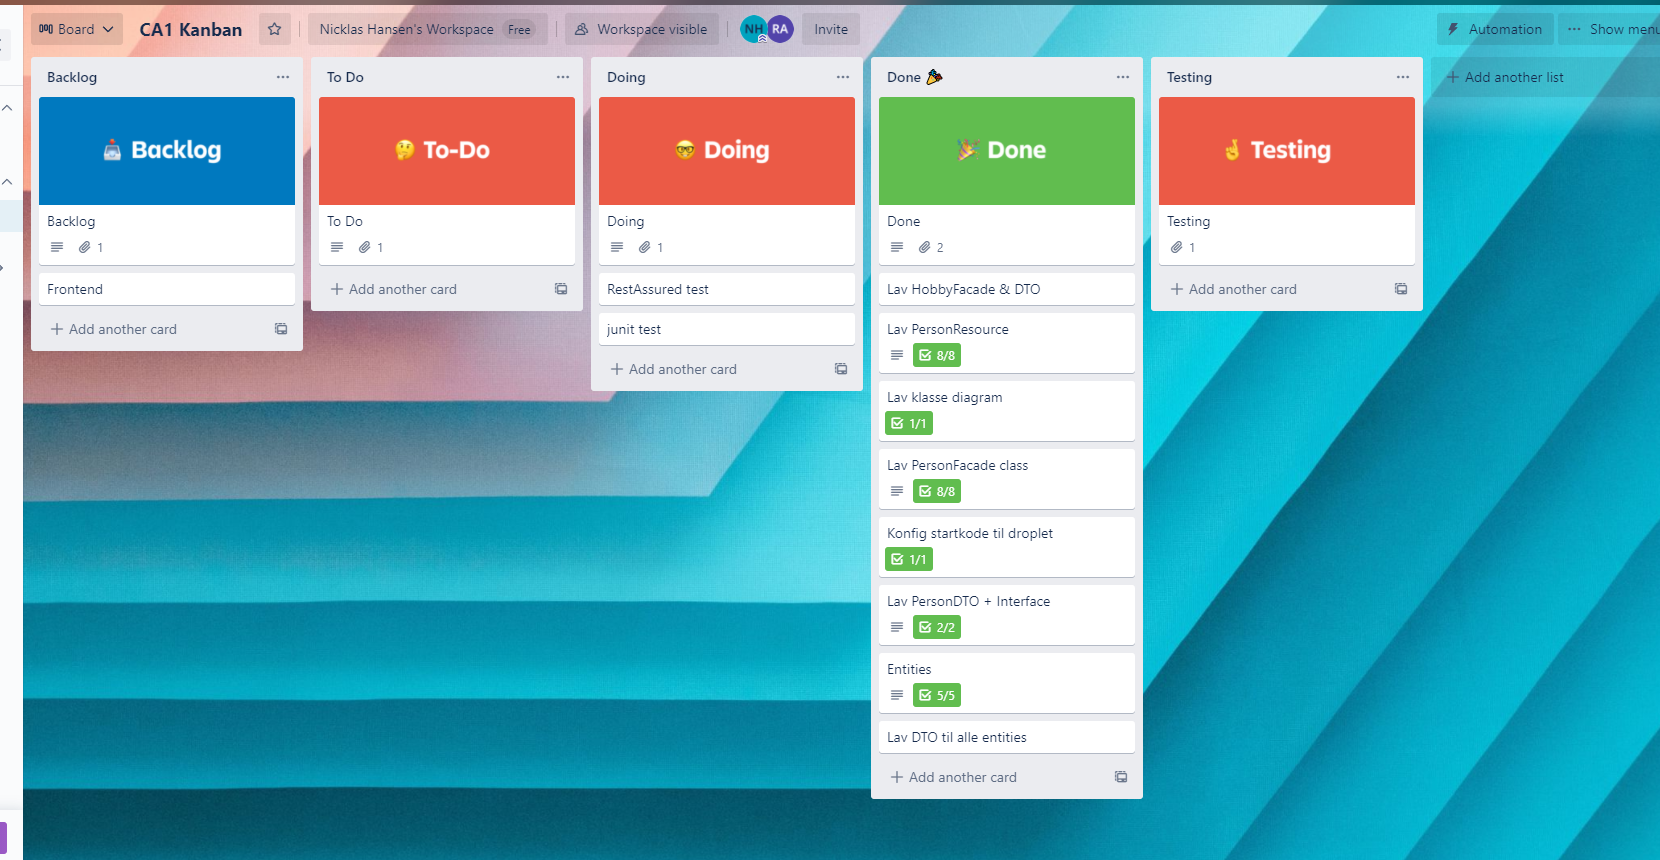 Board
CA1 Kanban
Nicklas Hansen's Workspace Free
Workspace visible
NH RA
Invite
Automation
Show menu
Backlog
Backlog
Backlog
1
Frontend
Add another card
To Do
To-Do
To Do
1
Add another card
Doing
Doing
Doing
1
RestAssured test
junit test
Add another card
Done
Done
Done
2
Lav HobbyFacade & DTO
Lav PersonResource
8/8
Lav klasse diagram
1/1
Lav PersonFacade class
8/8
Konfig startkode til droplet
1/1
Lav PersonDTO + Interface
2/2
Entities
5/5
Lav DTO til alle entities
Add another card
Testing
Testing
Testing
1
Add another card
Add another list